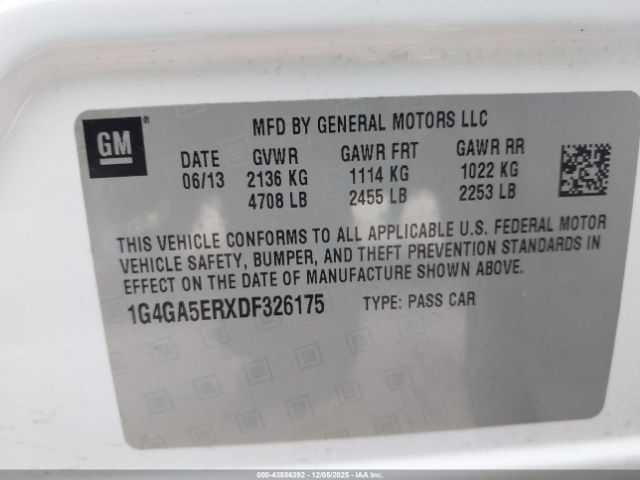 GM®
MFD BY GENERAL MOTORS LLC
DATE GVWR GAWR FRT GAWR RR
06/13 2136 KG 1114 KG 1022 KG
4708 LB 2455 LB 2253 LB
THIS VEHICLE CONFORMS TO ALL APPLICABLE U.S. FEDERAL MOTOR
VEHICLE SAFETY, BUMPER, AND THEFT PREVENTION STANDARDS IN
EFFECT ON THE DATE OF MANUFACTURE SHOWN ABOVE.
1G4GA5ERXDF326175 TYPE: PASS CAR
000-43856392 - 12/05/2025 - COPYRIGHT IAA, LLC